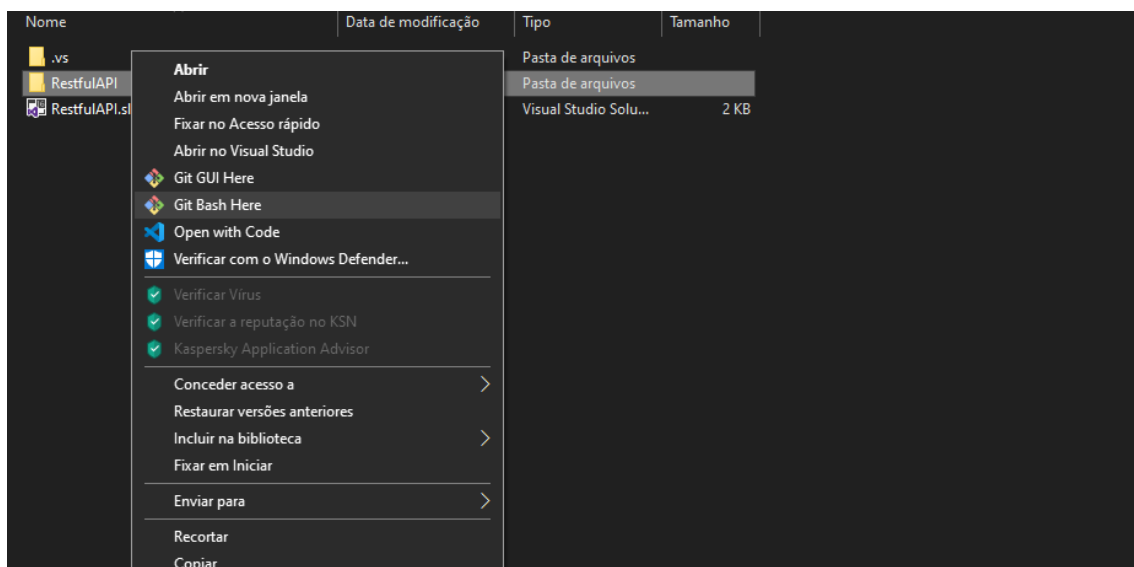 Nome Data de modificação Tipo Tamanho
.vs Pasta de arquivos
RestfulAPI Pasta de arquivos
RestfulAPI.sl Visual Studio Solu... 2 KB
Abrir
Abrir em nova janela
Fixar no Acesso rápido
Abrir no Visual Studio
Git GUI Here
Git Bash Here
Open with Code
Verificar com o Windows Defender...
Verificar Vírus
Verificar a reputação no KSN
Kaspersky Application Advisor
Conceder acesso a
Restaurar versões anteriores
Incluir na biblioteca
Fixar em Iniciar
Enviar para
Recortar
Copiar